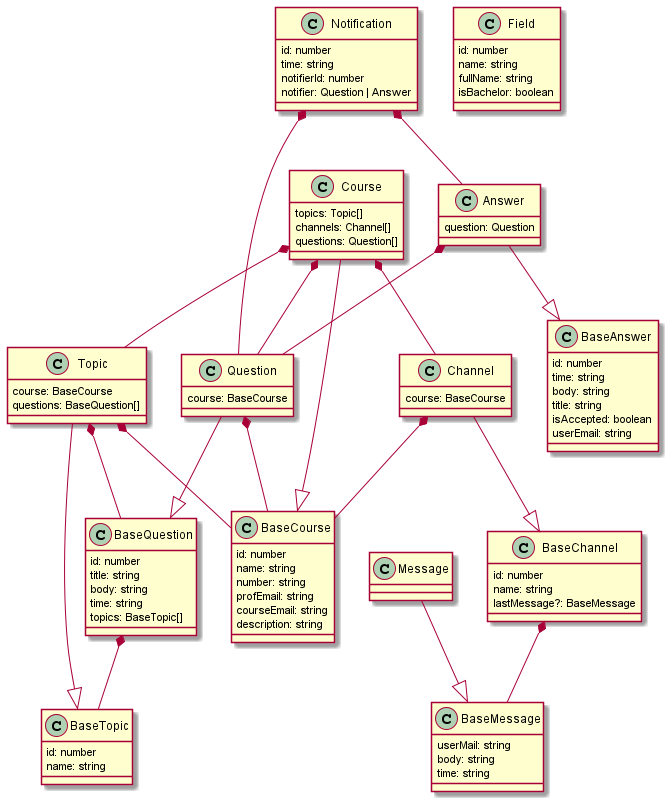 C Notification
id: number
time: string
notifierId: number
notifier: Question | Answer
C Field
id: number
name: string
fullName: string
isBachelor: boolean
C Course
topics: Topic[]
channels: Channel[]
questions: Question[]
C Answer
question: Question
C BaseAnswer
id: number
time: string
body: string
title: string
isAccepted: boolean
userEmail: string
C Topic
course: BaseCourse
questions: BaseQuestion[]
C Question
course: BaseCourse
C Channel
course: BaseCourse
C BaseQuestion
id: number
title: string
body: string
time: string
topics: BaseTopic[]
C BaseCourse
id: number
name: string
number: string
profEmail: string
courseEmail: string
description: string
C Message
C BaseChannel
id: number
name: string
lastMessage?: BaseMessage
C BaseTopic
id: number
name: string
C BaseMessage
userMail: string
body: string
time: string